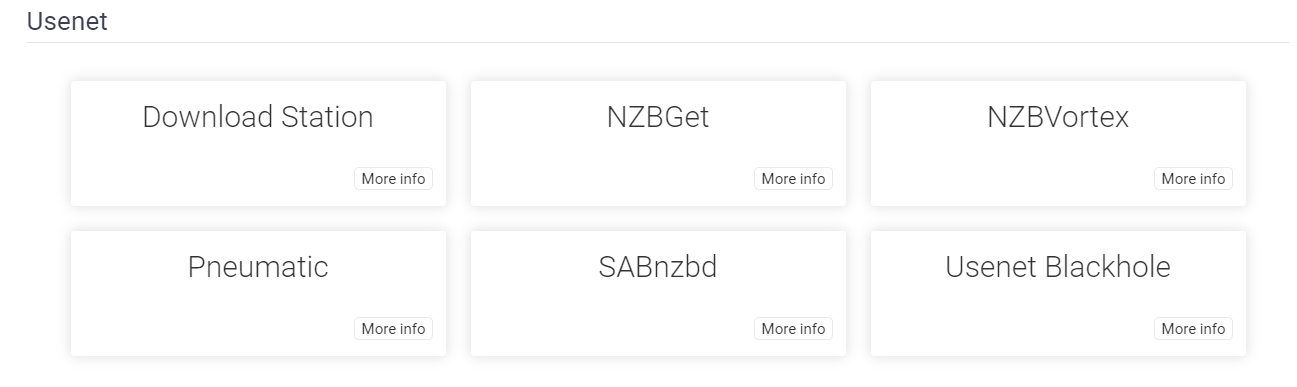 Usenet
Download Station
NZBGet
NZBVortex
More info
More info
More info
Pneumatic
SABnzbd
Usenet Blackhole
More info
More info
More info